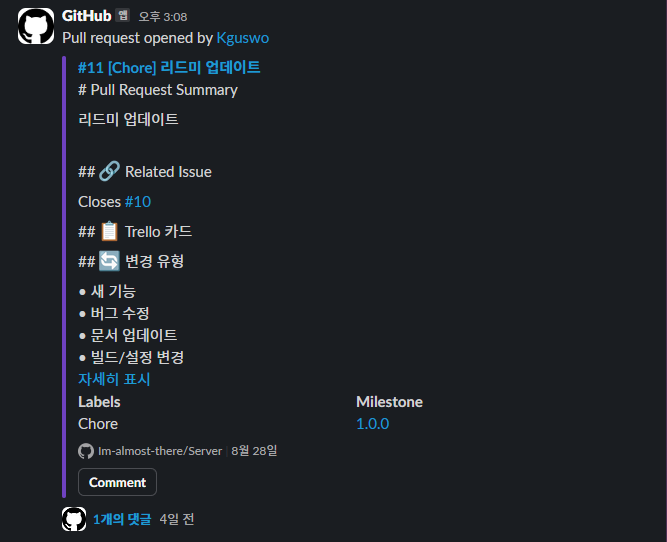 GitHub 앱 오후 3:08
Pull request opened by Kguswo
#11 [Chore] 리드미 업데이트
# Pull Request Summary
리드미 업데이트
## 🔗 Related Issue
Closes #10
## 📋 Trello 카드
## 🔄 변경 유형
• 새 기능
• 버그 수정
• 문서 업데이트
• 빌드/설정 변경
자세히 표시
Labels Milestone
Chore 1.0.0
Im-almost-there/Server | 8월 28일
Comment
1개의 댓글 4일 전